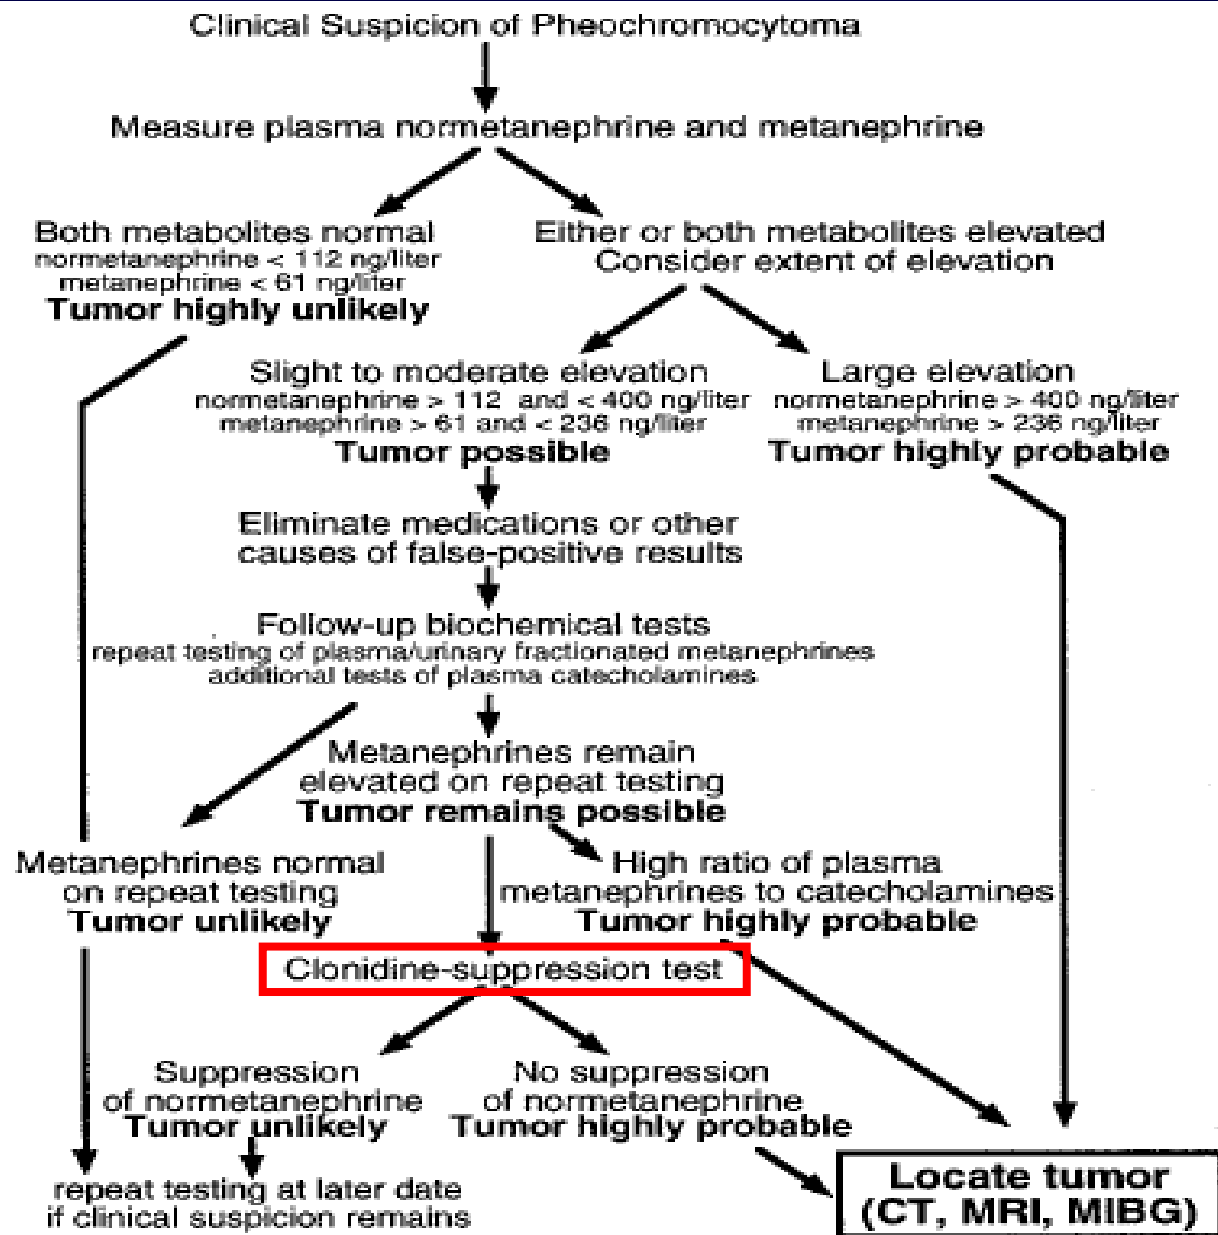 Clinical Suspicion of Pheochromocytoma
Measure plasma normetanephrine and metanephrine
Both metabolites normal
normetanephrine < 112 ng/liter
metanephrine < 61 ng/liter
Tumor highly unlikely
Either or both metabolites elevated
Consider extent of elevation
Slight to moderate elevation
normetanephrine > 112 and < 400 ng/liter
metanephrine > 61 and < 236 ng/liter
Tumor possible
Large elevation
normetanephrine > 400 ng/liter
metanephrine > 236 ng/liter
Tumor highly probable
Eliminate medications or other
causes of false-positive results
Follow-up biochemical tests
repeat testing of plasma/urinary fractionated metanephrines
additional tests of plasma catecholamines
Metanephrines remain
elevated on repeat testing
Tumor remains possible
Metanephrines normal
on repeat testing
Tumor unlikely
High ratio of plasma
metanephrines to catecholamines
Tumor highly probable
Clonidine-suppression test
Suppression
of normetanephrine
Tumor unlikely
No suppression
of normetanephrine
Tumor highly probable
repeat testing at later date
if clinical suspicion remains
Locate tumor
(CT, MRI, MIBG)